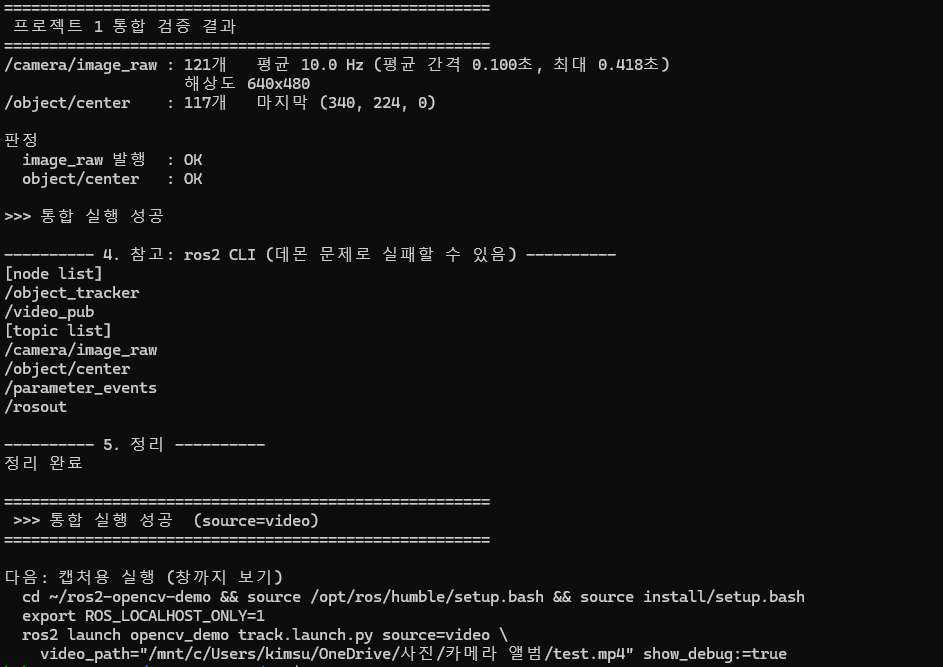 ======================================================
프로젝트 1 통합 검증 결과
======================================================
/camera/image_raw : 121개 평균 10.0 Hz (평균 간격 0.100초, 최대 0.418초)
해상도 640x480
/object/center : 117개 마지막 (340, 224, 0)
판정
image_raw 발행 : OK
object/center : OK
>>> 통합 실행 성공
---------- 4. 참고: ros2 CLI (데몬 문제로 실패할 수 있음) ----------
[node list]
/object_tracker
/video_pub
[topic list]
/camera/image_raw
/object/center
/parameter_events
/rosout
---------- 5. 정리 ----------
정리 완료
======================================================
>>> 통합 실행 성공 (source=video)
======================================================
다음: 캡처용 실행 (창까지 보기)
cd ~/ros2-opencv-demo && source /opt/ros/humble/setup.bash && source install/setup.bash
export ROS_LOCALHOST_ONLY=1
ros2 launch opencv_demo track.launch.py source=video \
video_path="/mnt/c/Users/kimsu/OneDrive/사진/카메라 앨범/test.mp4" show_debug:=true